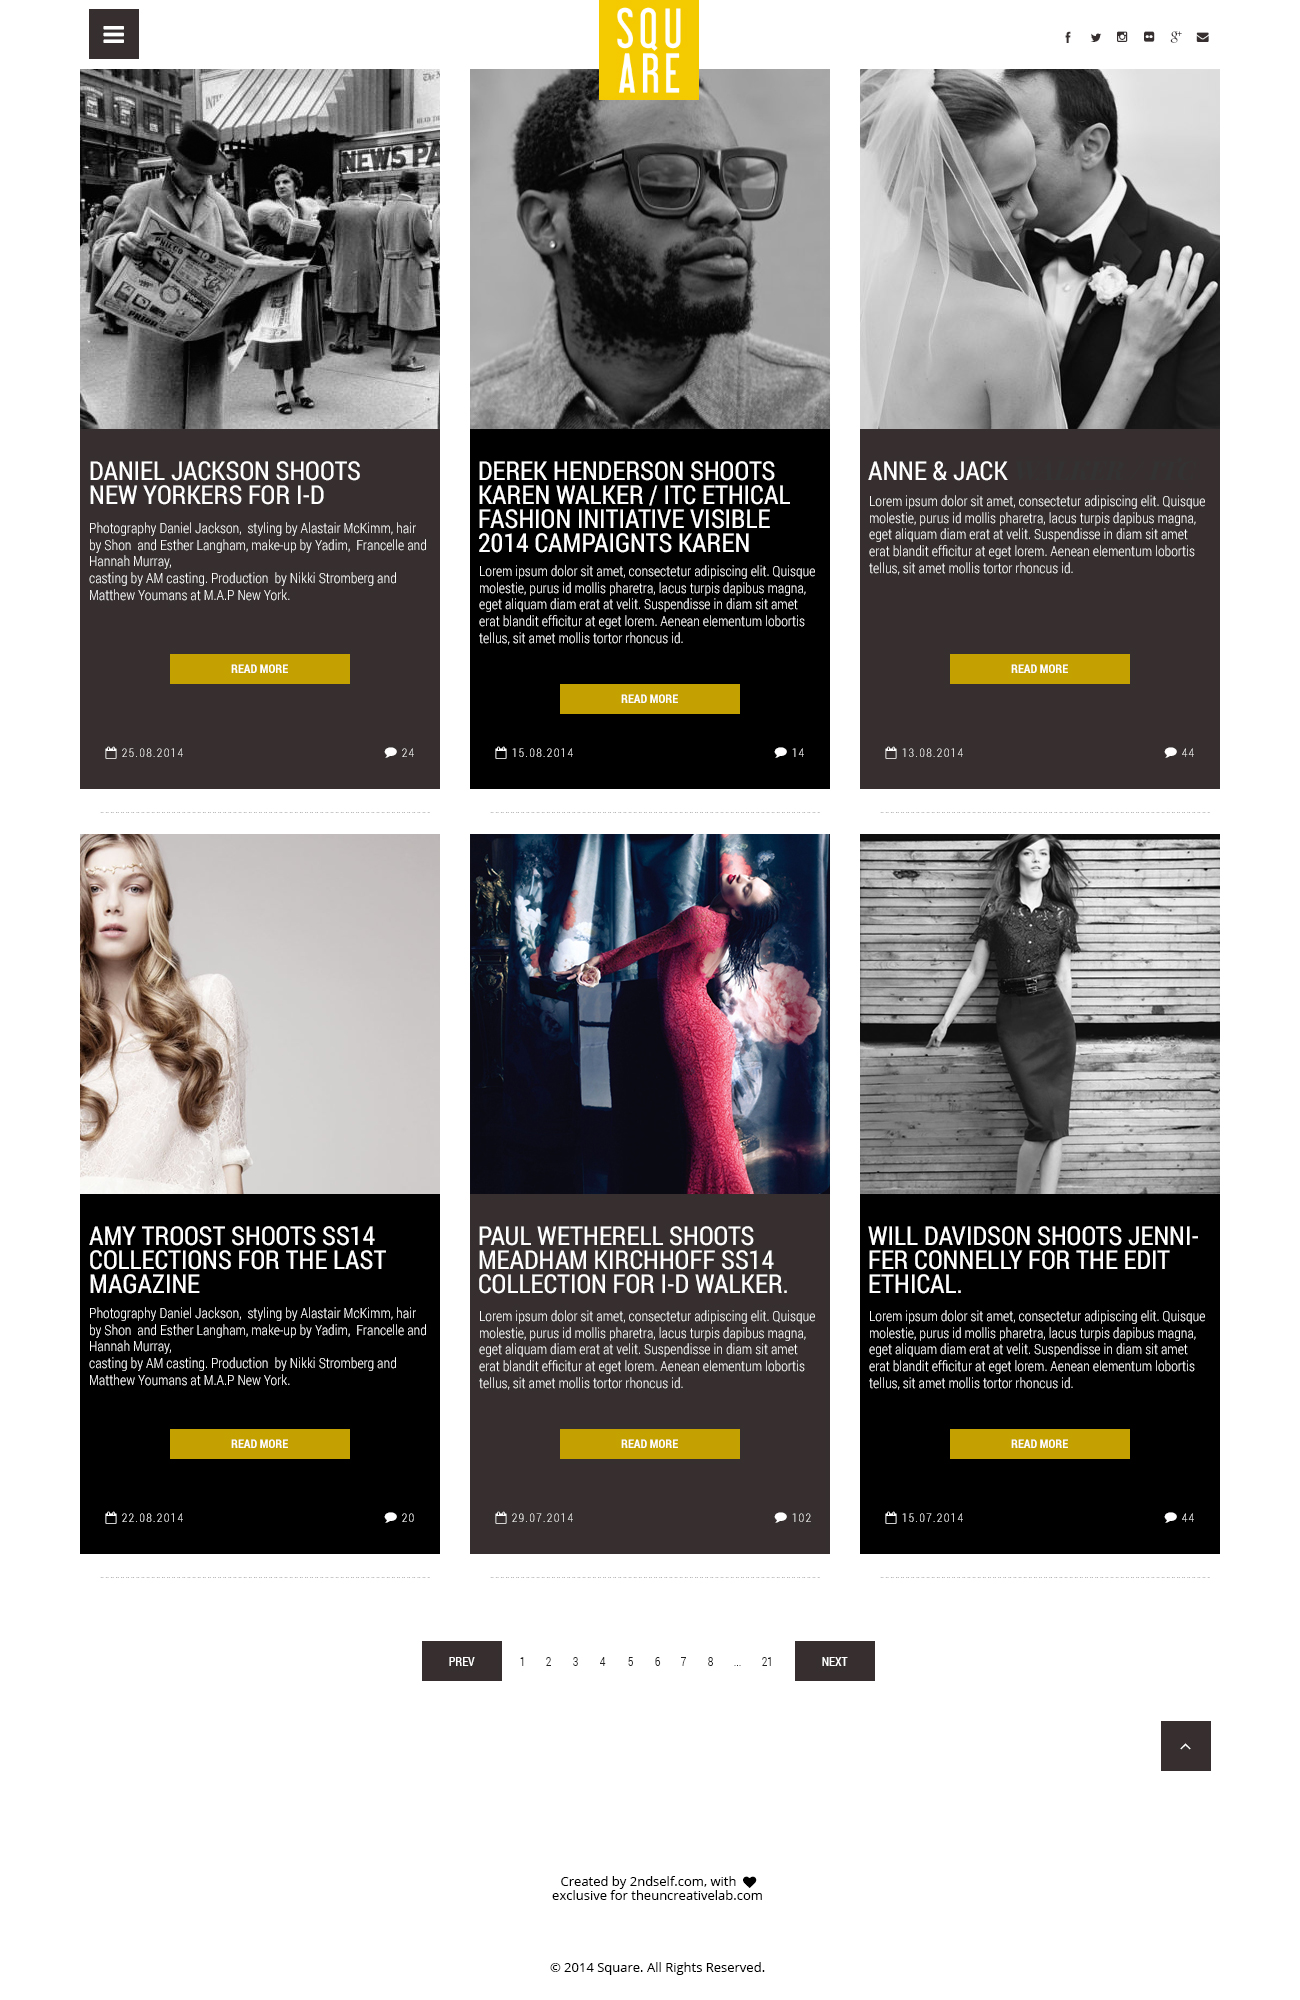 SQU
ARE
NEWS PA
PHILCO
PRIOR
DANIEL JACKSON SHOOTS
NEW YORKERS FOR I-D
Photography Daniel Jackson, styling by Alastair McKimm, hair
by Shon and Esther Langham, make-up by Yadim, Francelle and
Hannah Murray,
casting by AM casting. Production by Nikki Stromberg and
Matthew Youmans at M.A.P New York.
READ MORE
25.08.2014
24
DEREK HENDERSON SHOOTS
KAREN WALKER / ITC ETHICAL
FASHION INITIATIVE VISIBLE
2014 CAMPAIGNTS KAREN
Lorem ipsum dolor sit amet, consectetur adipiscing elit. Quisque
molestie, purus id mollis pharetra, lacus turpis dapibus magna,
eget aliquam diam erat at velit. Suspendisse in diam sit amet
erat blandit efficitur at eget lorem. Aenean elementum lobortis
tellus, sit amet mollis tortor rhoncus id.
READ MORE
15.08.2014
14
ANNE & JACK
Lorem ipsum dolor sit amet, consectetur adipiscing elit. Quisque
molestie, purus id mollis pharetra, lacus turpis dapibus magna,
eget aliquam diam erat at velit. Suspendisse in diam sit amet
erat blandit efficitur at eget lorem. Aenean elementum lobortis
tellus, sit amet mollis tortor rhoncus id.
READ MORE
13.08.2014
44
AMY TROOST SHOOTS SS14
COLLECTIONS FOR THE LAST
MAGAZINE
Photography Daniel Jackson, styling by Alastair McKimm, hair
by Shon and Esther Langham, make-up by Yadim, Francelle and
Hannah Murray,
casting by AM casting. Production by Nikki Stromberg and
Matthew Youmans at M.A.P New York.
READ MORE
22.08.2014
20
PAUL WETHERELL SHOOTS
MEADHAM KIRCHHOFF SS14
COLLECTION FOR I-D WALKER.
Lorem ipsum dolor sit amet, consectetur adipiscing elit. Quisque
molestie, purus id mollis pharetra, lacus turpis dapibus magna,
eget aliquam diam erat at velit. Suspendisse in diam sit amet
erat blandit efficitur at eget lorem. Aenean elementum lobortis
tellus, sit amet mollis tortor rhoncus id.
READ MORE
29.07.2014
102
WILL DAVIDSON SHOOTS JENNI-
FER CONNELLY FOR THE EDIT
ETHICAL.
Lorem ipsum dolor sit amet, consectetur adipiscing elit. Quisque
molestie, purus id mollis pharetra, lacus turpis dapibus magna,
eget aliquam diam erat at velit. Suspendisse in diam sit amet
erat blandit efficitur at eget lorem. Aenean elementum lobortis
tellus, sit amet mollis tortor rhoncus id.
READ MORE
15.07.2014
44
PREV 1 2 3 4 5 6 7 8 ... 21 NEXT
Created by 2ndself.com, with
exclusive for theuncreativelab.com
© 2014 Square. All Rights Reserved.